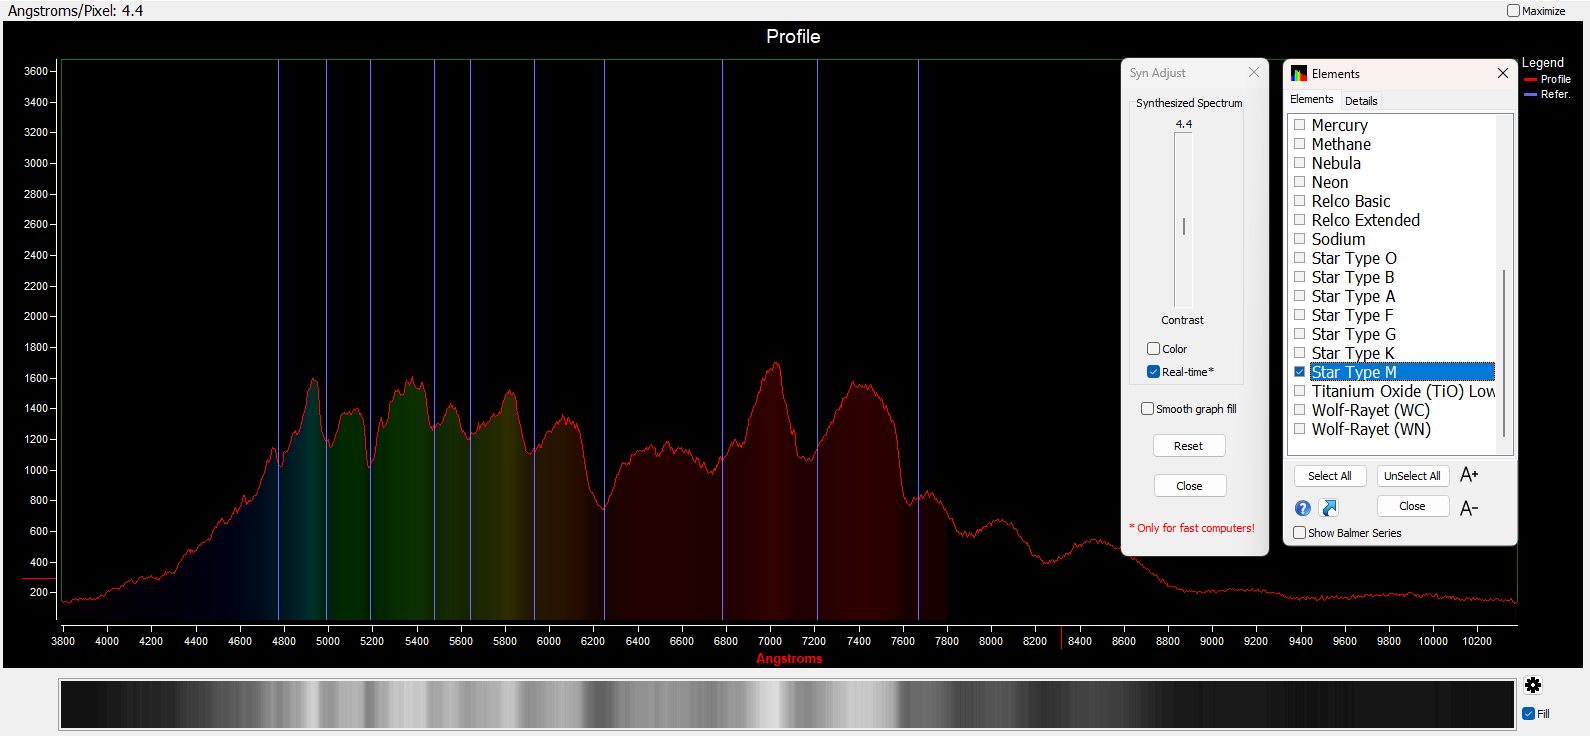 Angstroms/Pixel: 4.4
Maximize
Profile
Legend
Profile
Refer.
3600
3400
3200
3000
2800
2600
2400
2200
2000
1800
1600
1400
1200
1000
800
600
400
200
3800 4000 4200 4400 4600 4800 5000 5200 5400 5600 5800 6000 6200 6400 6600 6800 7000 7200 7400 7600 7800 8000 8200 8400 8600 8800 9000 9200 9400 9600 9800 10000 10200
Angstroms
Fill
Syn Adjust
Synthesized Spectrum
4.4
Contrast
Color
Real-time*
Smooth graph fill
Reset
Close
* Only for fast computers!
Elements
Elements Details
Mercury
Methane
Nebula
Neon
Relco Basic
Relco Extended
Sodium
Star Type O
Star Type B
Star Type A
Star Type F
Star Type G
Star Type K
Star Type M
Titanium Oxide (TiO) Low
Wolf-Rayet (WC)
Wolf-Rayet (WN)
Select All UnSelect All A+
? Close A-
Show Balmer Series